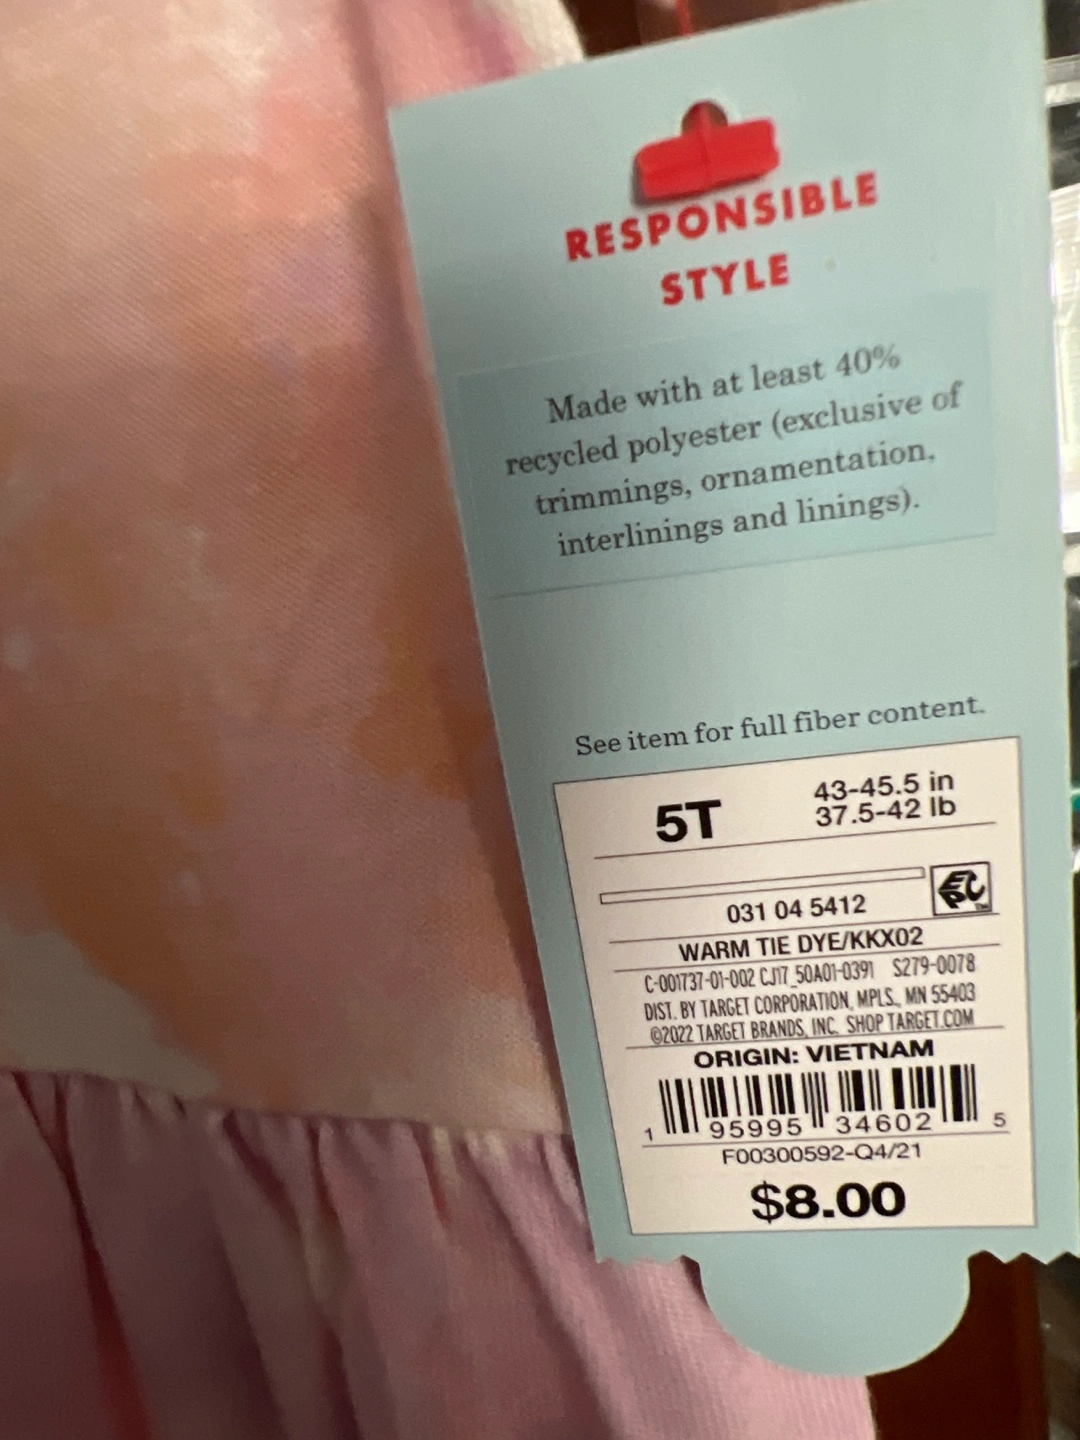 RESPONSIBLE
STYLE
Made with at least 40%
recycled polyester (exclusive of
trimmings, ornamentation,
interlinings and linings).
See item for full fiber content.
5T
43-45.5 in
37.5-42 lb
EPC™
031 04 5412
WARM TIE DYE/KKX02
C-001737-01-002 CJ17_50A01-0391 S279-0078
DIST. BY TARGET CORPORATION, MPLS., MN 55403
©2022 TARGET BRANDS, INC. SHOP TARGET.COM
ORIGIN: VIETNAM
1 95995 34602 5
F00300592-Q4/21
$8.00